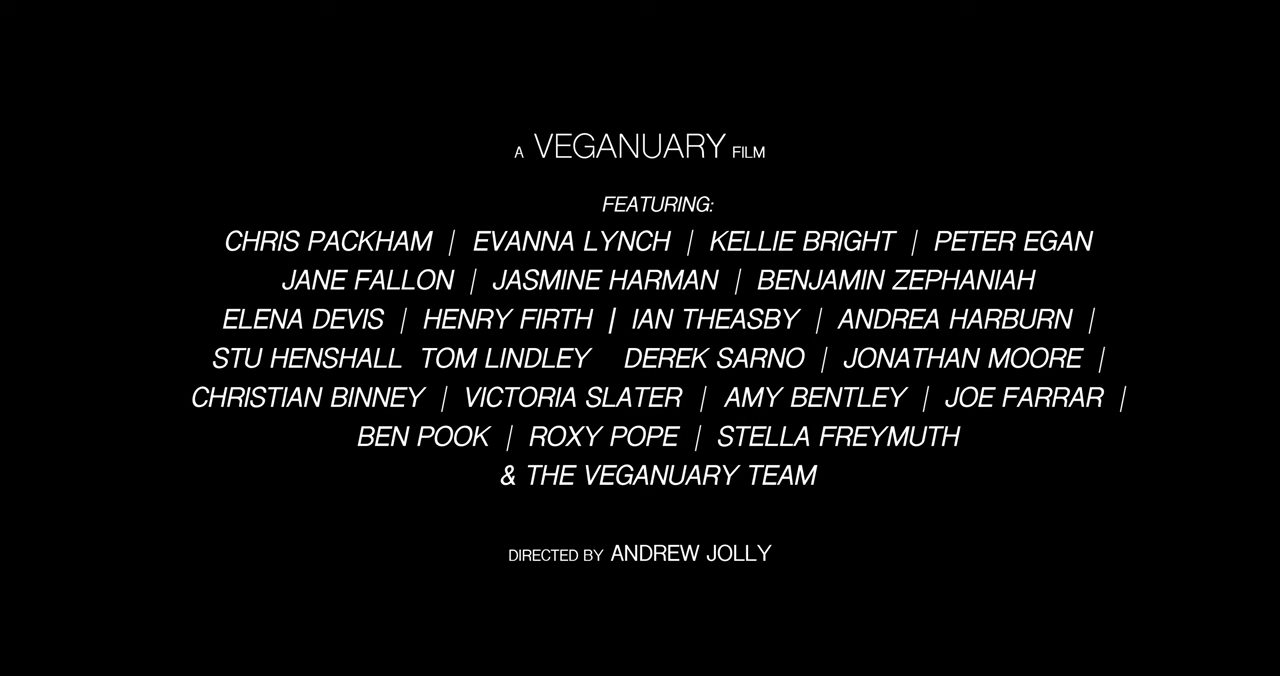 A VEGANUARY FILM
FEATURING:
CHRIS PACKHAM | EVANNA LYNCH | KELLIE BRIGHT | PETER EGAN
JANE FALLON | JASMINE HARMAN | BENJAMIN ZEPHANIAH
ELENA DEVIS | HENRY FIRTH | IAN THEASBY | ANDREA HARBURN |
STU HENSHALL TOM LINDLEY DEREK SARNO | JONATHAN MOORE |
CHRISTIAN BINNEY | VICTORIA SLATER | AMY BENTLEY | JOE FARRAR |
BEN POOK | ROXY POPE | STELLA FREYMUTH
& THE VEGANUARY TEAM
DIRECTED BY ANDREW JOLLY